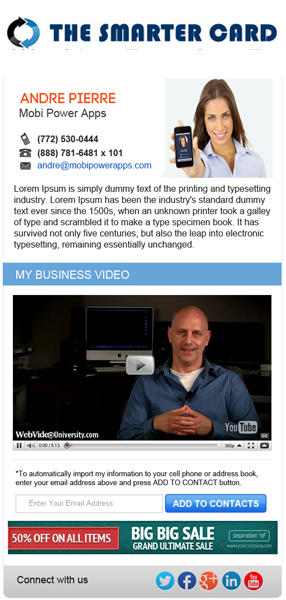 THE SMARTER CARD
ANDRE PIERRE
Mobi Power Apps
(772) 530-0444
(888) 781-6481 x 101
andre@mobipowerapps.com
Lorem Ipsum is simply dummy text of the printing and typesetting
industry. Lorem Ipsum has been the industry's standard dummy
text ever since the 1500s, when an unknown printer took a galley
of type and scrambled it to make a type specimen book. It has
survived not only five centuries, but also the leap into electronic
typesetting, remaining essentially unchanged.
MY BUSINESS VIDEO
WebVideoUniversity.com
YouTube
0:00 / 5:13
360p
*To automatically import my information to your cell phone or address book,
enter your email address above and press ADD TO CONTACT button.
Enter Your Email Address
ADD TO CONTACTS
50% OFF ON ALL ITEMS
BIG BIG SALE
GRAND ULTIMATE SALE
SHOP NOW!
www.yourcompany.com
Connect with us
You
Tube